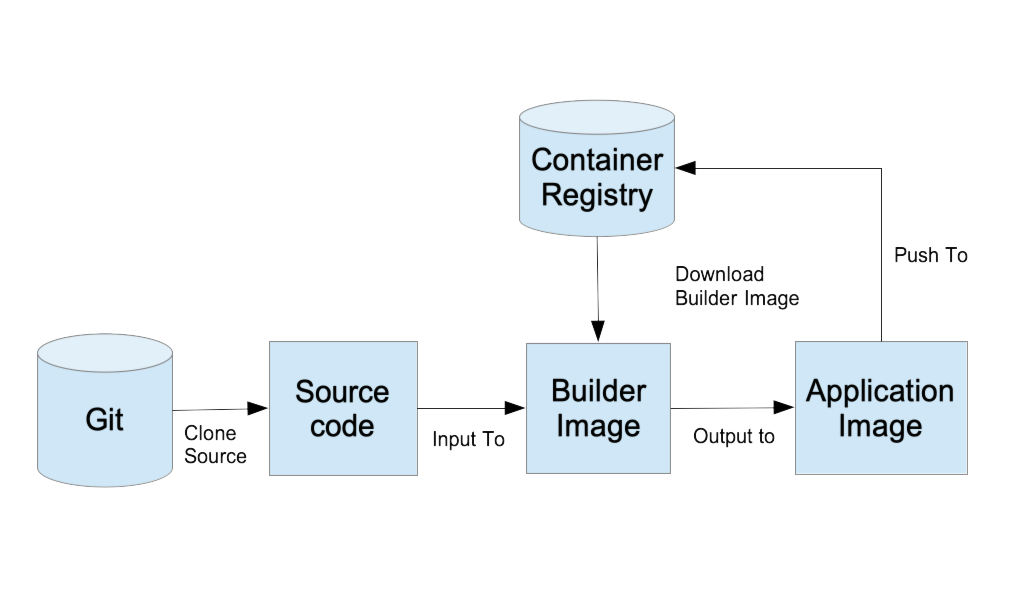 Container
Registry
Push To
Download
Builder Image
Git
Clone
Source
Source
code
Input To
Builder
Image
Output to
Application
Image